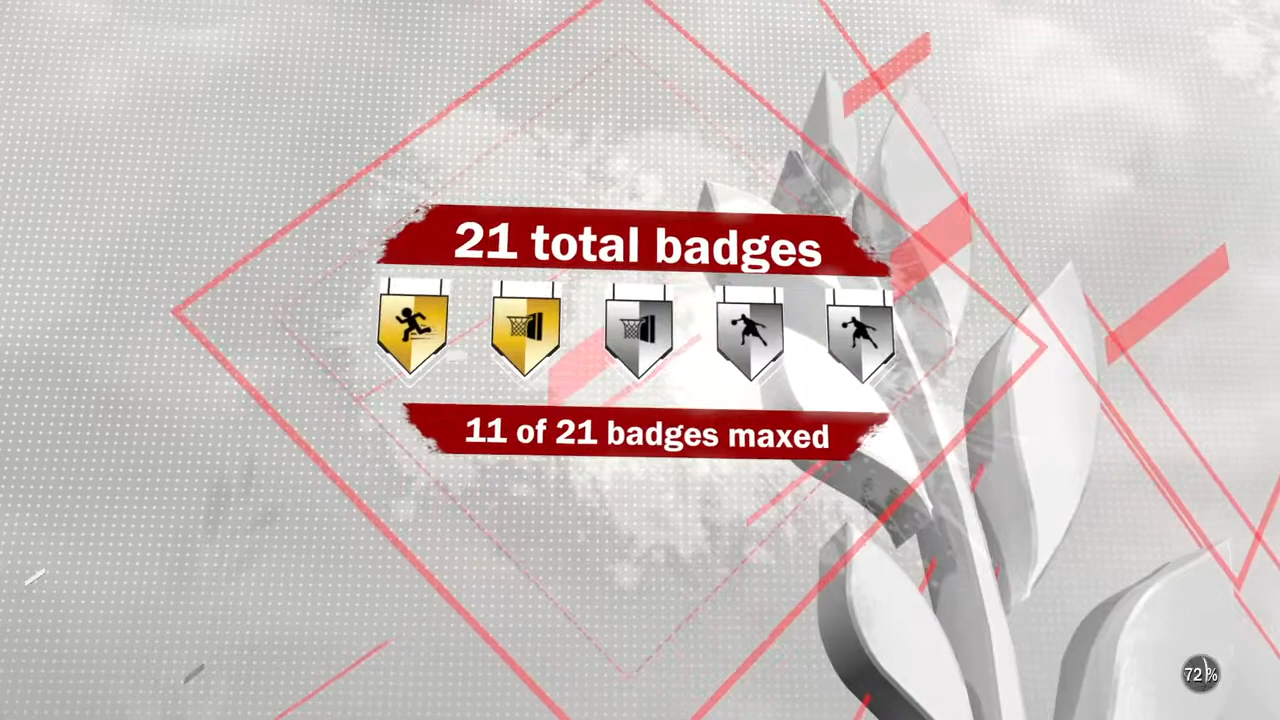 21 total badges
11 of 21 badges maxed
72%